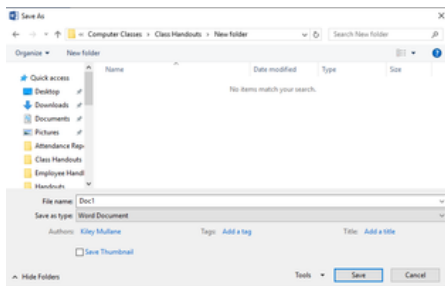 Save As
« Computer Classes > Class Handouts > New folder
Search New folder
Organize
New folder
Name
Date modified
Type
Size
No items match your search.
Quick access
Desktop
Downloads
Documents
Pictures
Attendance Rep
Class Handouts
Employee Handl
Handouts
File name: Doc1
Save as type: Word Document
Authors: Kiley Mullane
Tags: Add a tag
Title: Add a title
Save Thumbnail
Hide Folders
Tools
Save
Cancel